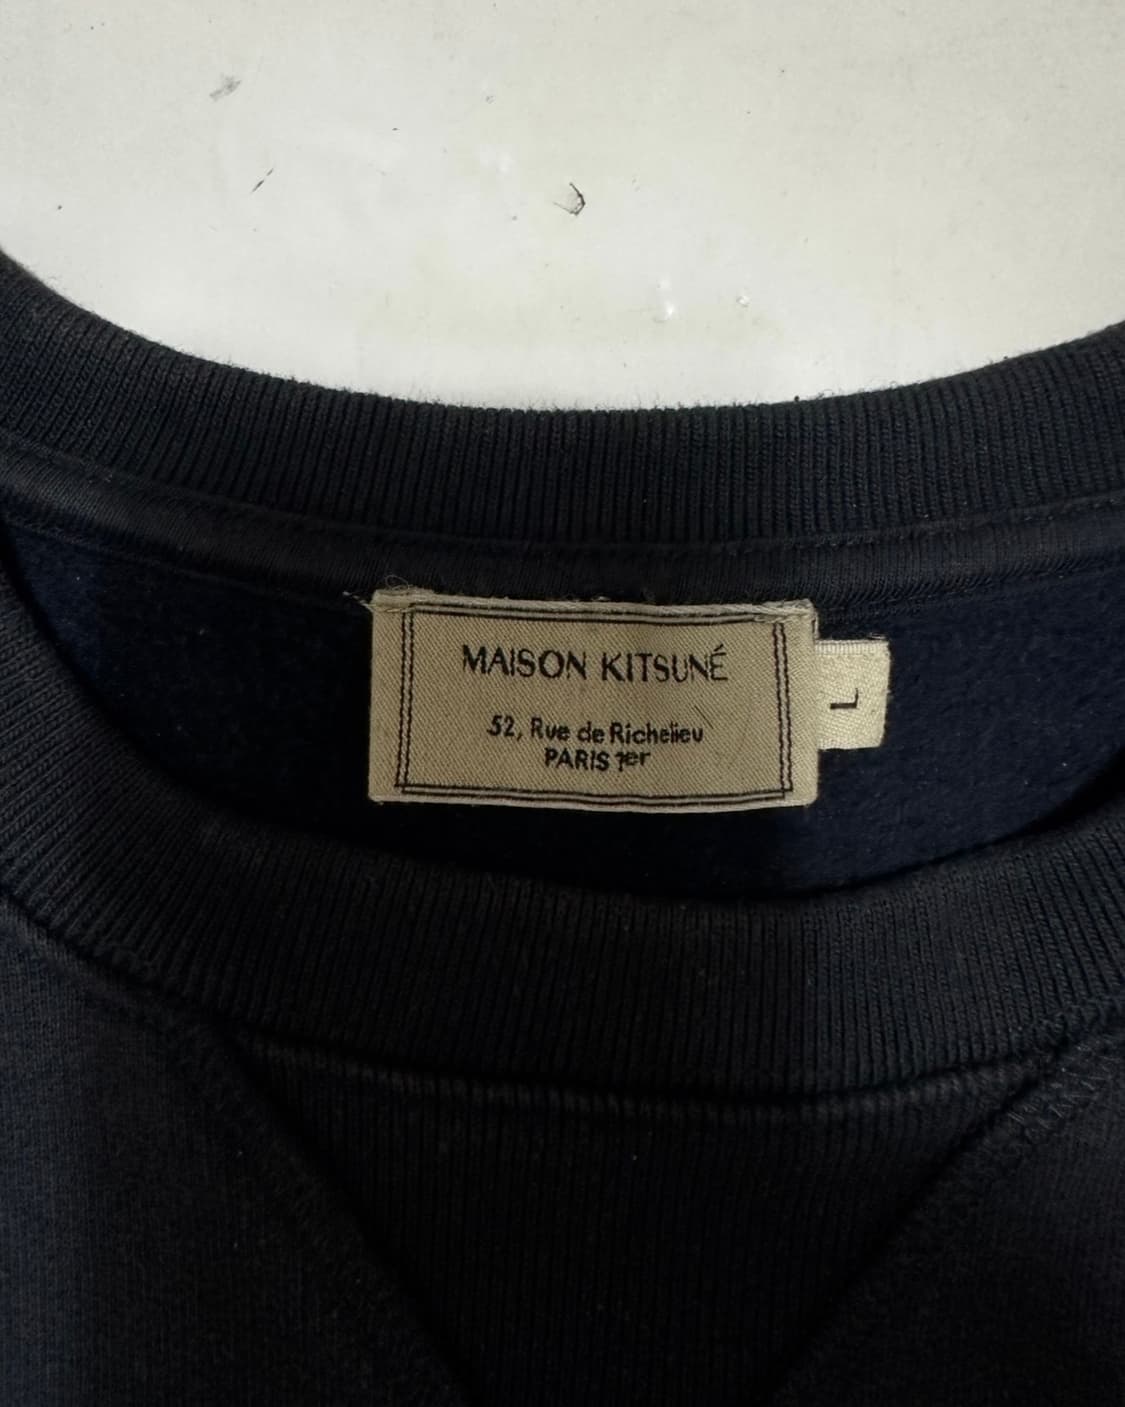 MAISON KITSUNÉ
52, Rue de Richelieu
PARIS 1er
L